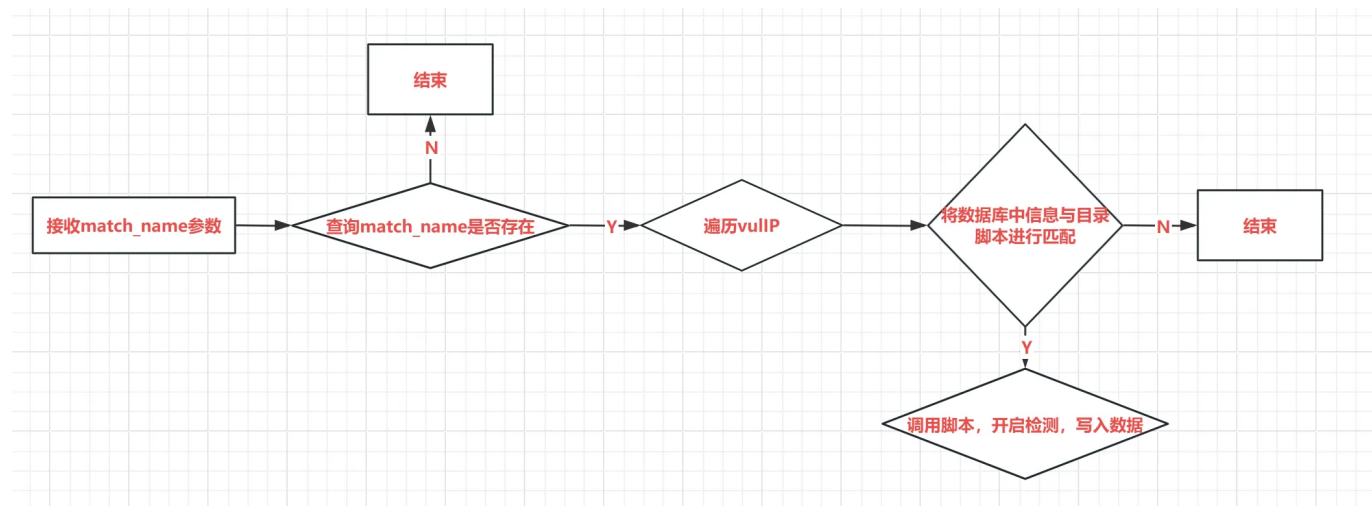 结束
N
接收match_name参数
查询match_name是否存在
Y
遍历vulIP
将数据库中信息与目录
脚本进行匹配
N
结束
Y
调用脚本，开启检测，写入数据